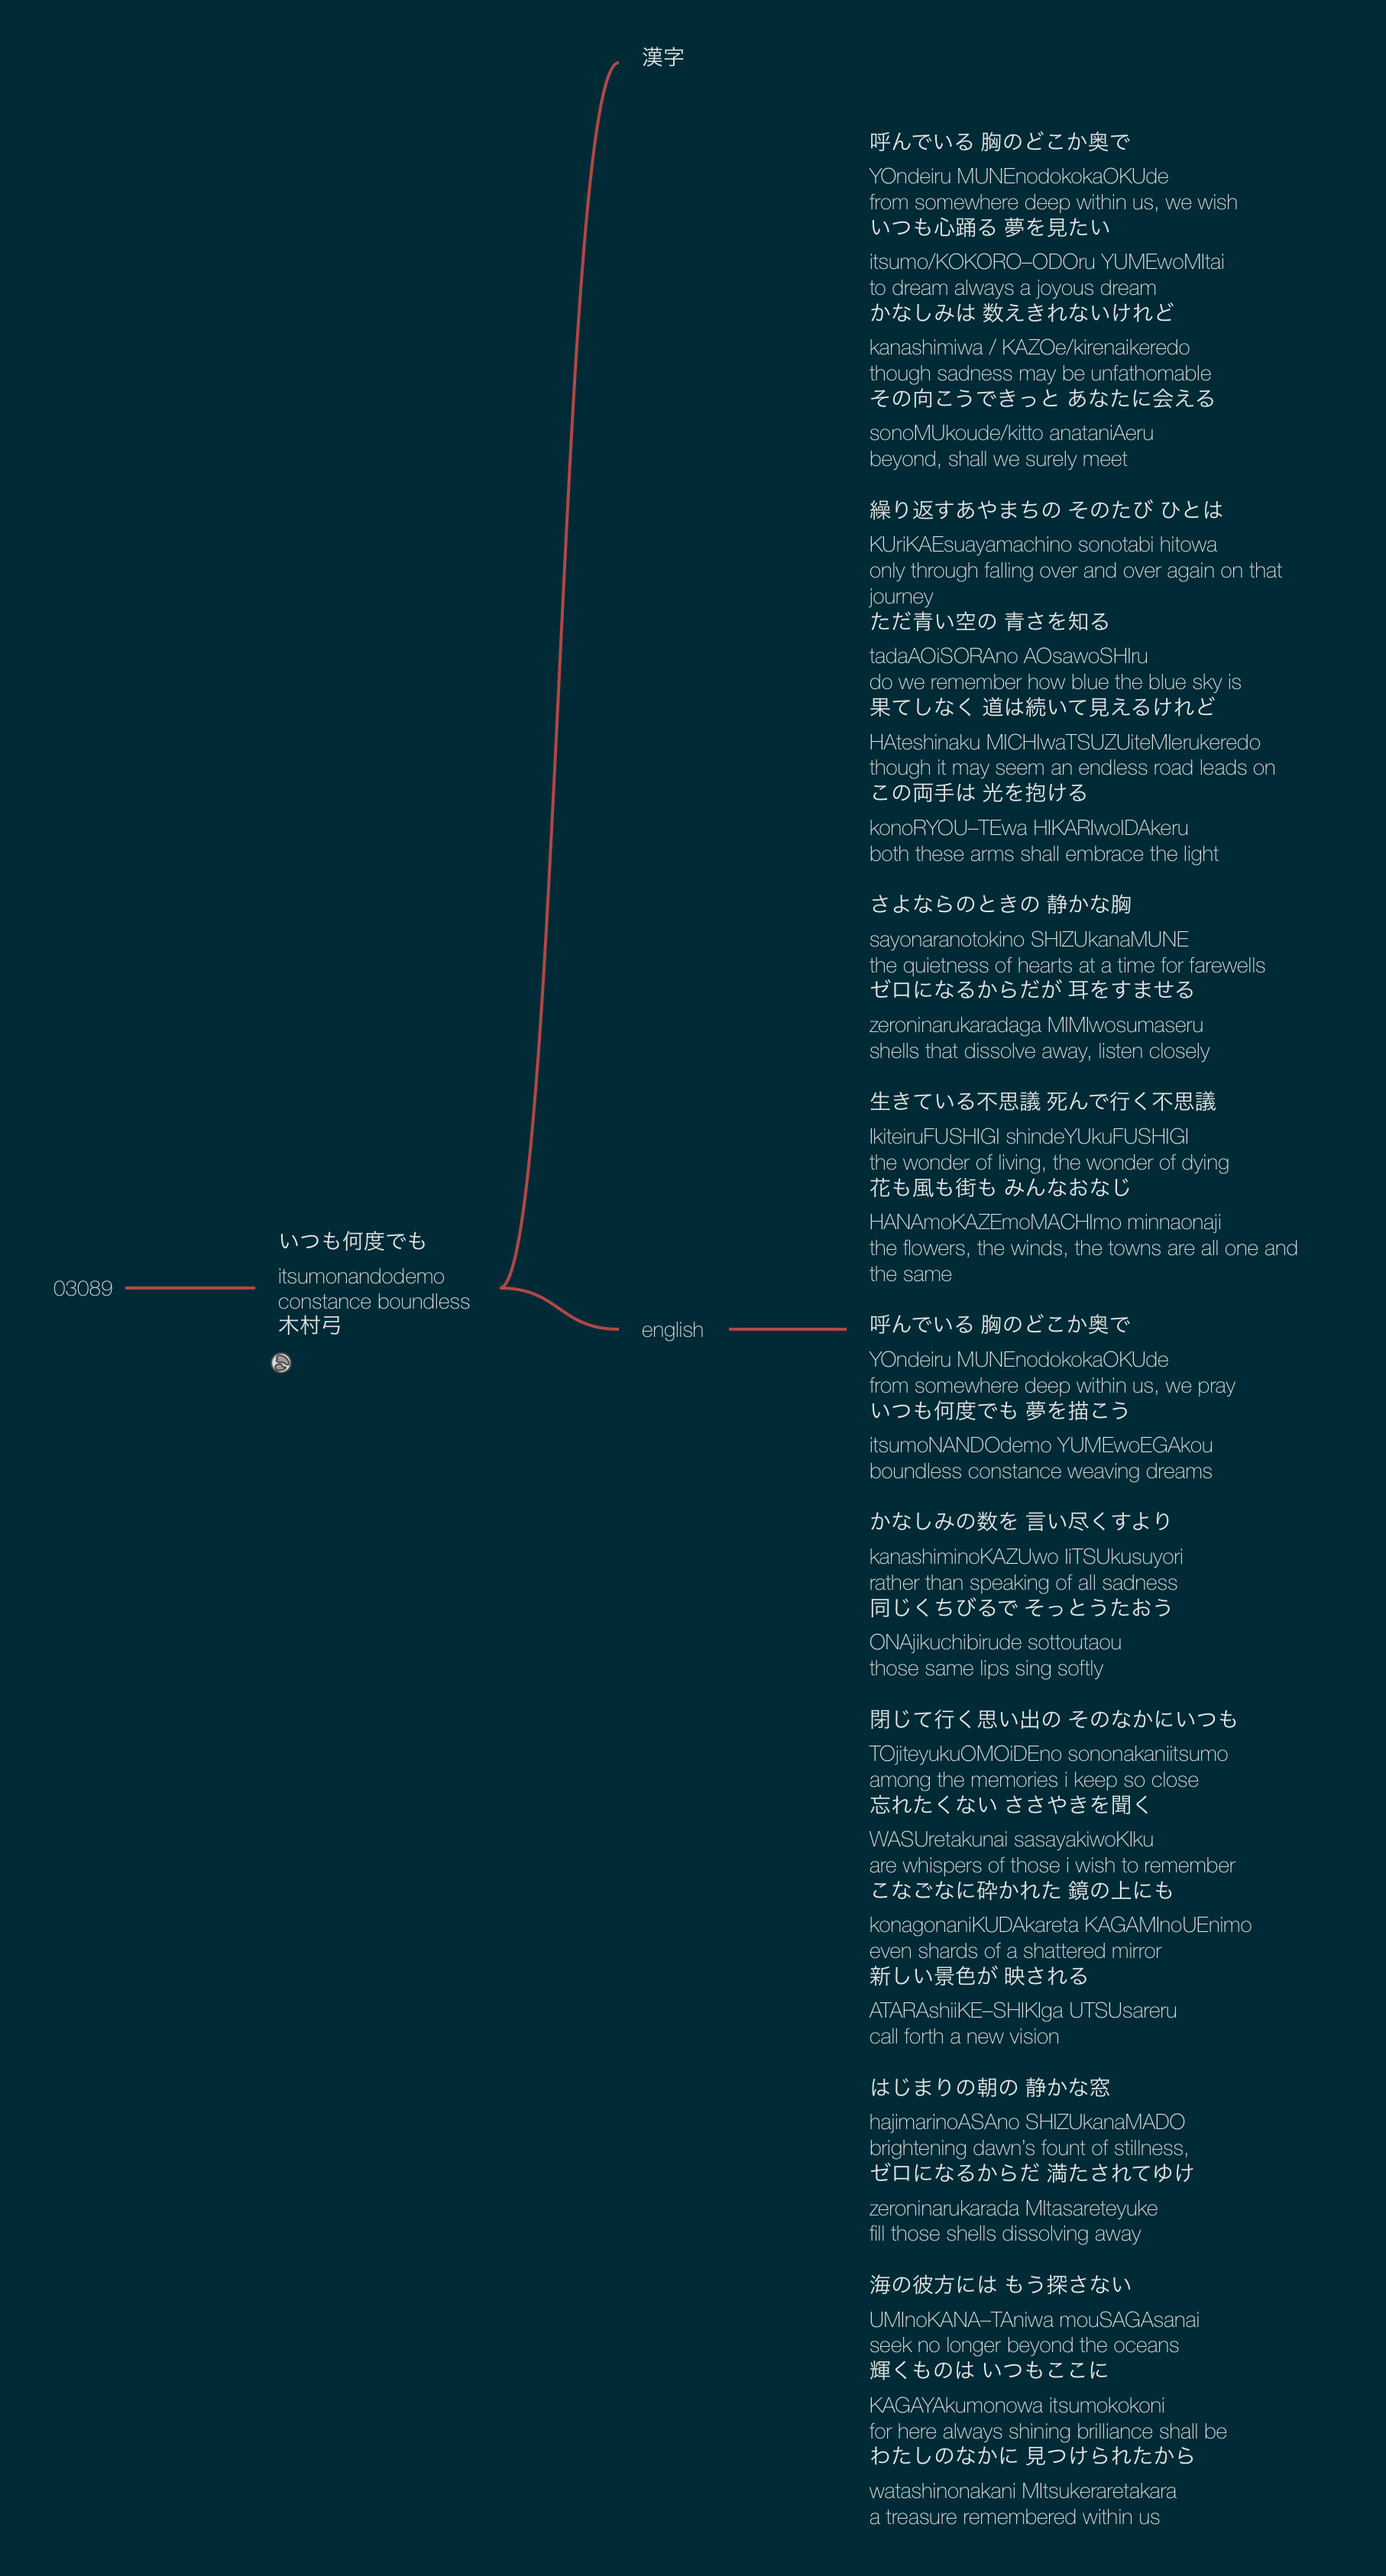 漢字
03089
いつも何度でも
itsumonandodemo
constance boundless
木村弓
english
呼んでいる 胸のどこか奥で
YOndeiru MUNEnodokokaOKUde
from somewhere deep within us, we wish
いつも心踊る 夢を見たい
itsumo/KOKORO–ODOru YUMEwoMItai
to dream always a joyous dream
かなしみは 数えきれないけれど
kanashimiwa / KAZOe/kirenaikeredo
though sadness may be unfathomable
その向こうできっと あなたに会える
sonoMUkoude/kitto anataniAeru
beyond, shall we surely meet
繰り返すあやまちの そのたび ひとは
KUriKAEsuayamachino sonotabi hitowa
only through falling over and over again on that
journey
ただ青い空の 青さを知る
tadaAOiSORAno AOsawoSHIru
do we remember how blue the blue sky is
果てしなく 道は続いて見えるけれど
HAteshinaku MICHIwaTSUZUiteMIerukeredo
though it may seem an endless road leads on
この両手は 光を抱ける
konoRYOU–TEwa HIKARIwoIDAkeru
both these arms shall embrace the light
さよならのときの 静かな胸
sayonaranotokino SHIZUkanaMUNE
the quietness of hearts at a time for farewells
ゼロになるからだが 耳をすませる
zeroninarukaradaga MIMIwosumaseru
shells that dissolve away, listen closely
生きている不思議 死んで行く不思議
IkiteiruFUSHIGI shindeYUkuFUSHIGI
the wonder of living, the wonder of dying
花も風も街も みんなおなじ
HANAmoKAZEmoMACHImo minnaonaji
the flowers, the winds, the towns are all one and
the same
呼んでいる 胸のどこか奥で
YOndeiru MUNEnodokokaOKUde
from somewhere deep within us, we pray
いつも何度でも 夢を描こう
itsumoNANDOdemo YUMEwoEGAkou
boundless constance weaving dreams
かなしみの数を 言い尽くすより
kanashiminoKAZUwo IiTSUkusuyori
rather than speaking of all sadness
同じくちびるで そっとうたおう
ONAjikuchibirude sottoutaou
those same lips sing softly
閉じて行く思い出の そのなかにいつも
TOjiteyukuOMOiDEno sononakaniitsumo
among the memories i keep so close
忘れたくない ささやきを聞く
WASUretakunai sasayakiwoKIku
are whispers of those i wish to remember
こなごなに砕かれた 鏡の上にも
konagonaniKUDAkareta KAGAMInoUEnimo
even shards of a shattered mirror
新しい景色が 映される
ATARAshiiKE–SHIKIga UTSUsareru
call forth a new vision
はじまりの朝の 静かな窓
hajimarinoASAno SHIZUkanaMADO
brightening dawn’s fount of stillness,
ゼロになるからだ 満たされてゆけ
zeroninarukarada MItasareteyuke
fill those shells dissolving away
海の彼方には もう探さない
UMInoKANA–TAniwa mouSAGAsanai
seek no longer beyond the oceans
輝くものは いつもここに
KAGAYAkumonowa itsumokokoni
for here always shining brilliance shall be
わたしのなかに 見つけられたから
watashinonakani MItsukeraretakara
a treasure remembered within us